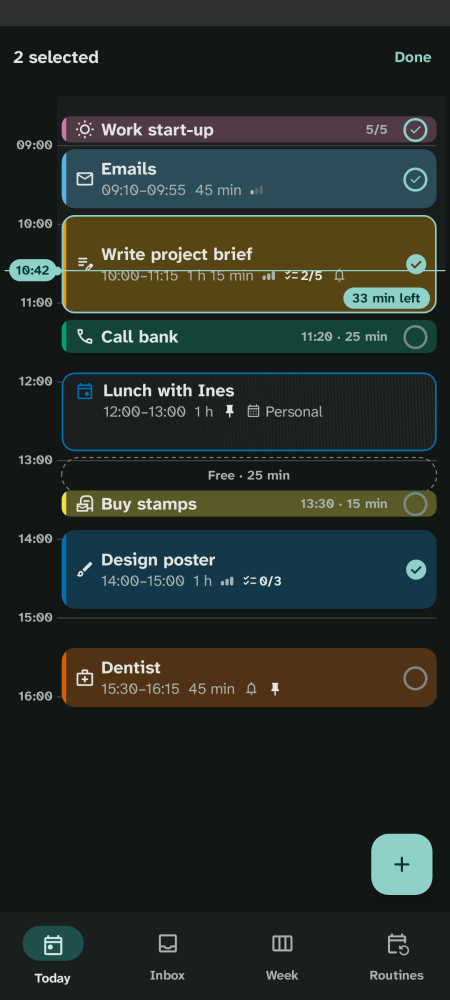 2 selected
Done
Work start-up
5/5
09:00
Emails
09:10–09:55 45 min
10:00
Write project brief
10:00–11:15 1 h 15 min 2/5
10:42
33 min left
11:00
Call bank
11:20 · 25 min
12:00
Lunch with Ines
12:00–13:00 1 h Personal
13:00
Free · 25 min
Buy stamps
13:30 · 15 min
14:00
Design poster
14:00–15:00 1 h 0/3
15:00
Dentist
15:30–16:15 45 min
16:00
Today
Inbox
Week
Routines